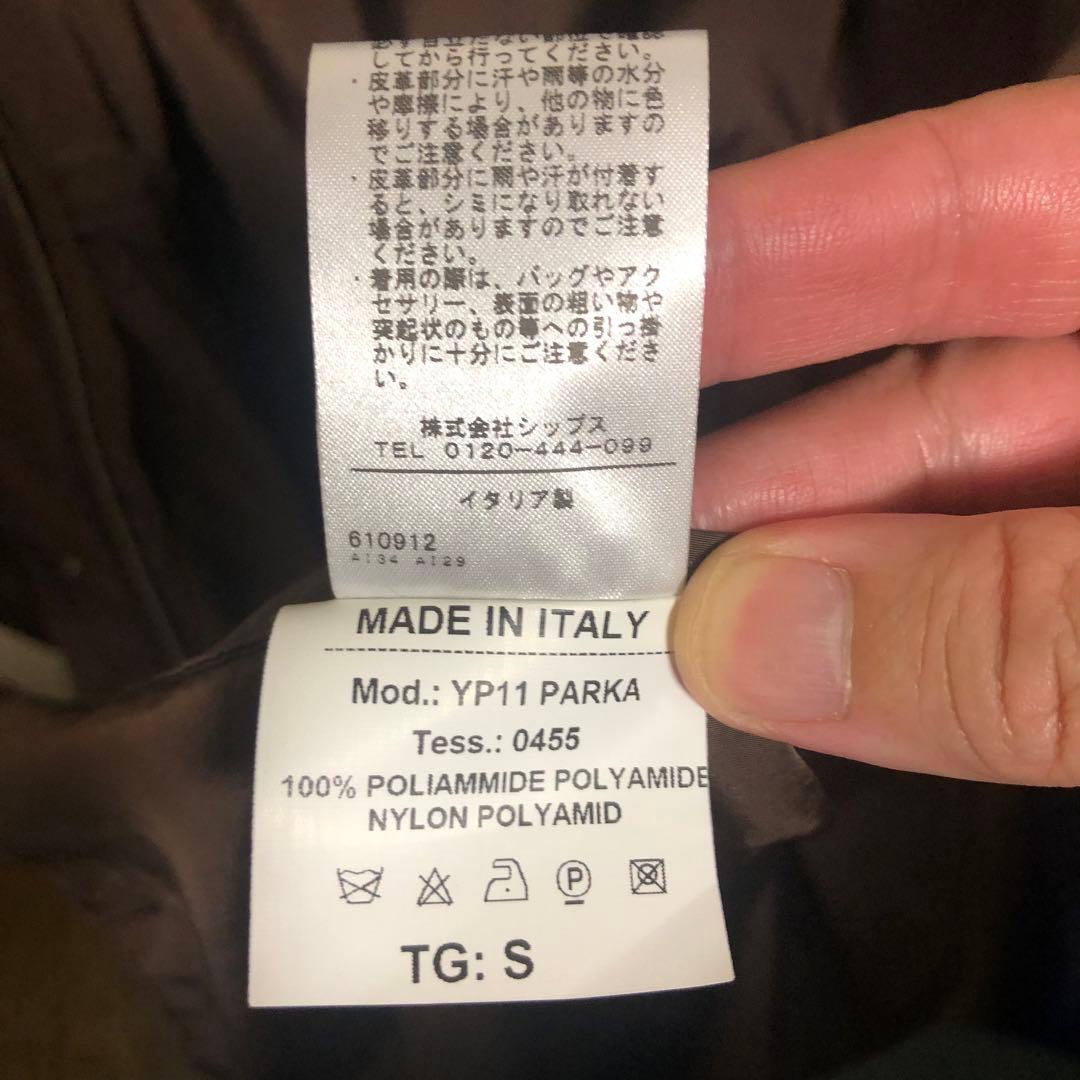 してから行ってください。
・皮革部分に汗や雨等の水分
や摩擦により、他の物に色
移りする場合がありますの
でご注意ください。
・皮革部分に雨や汗が付着す
ると、シミになり取れない
場合がありますのでご注意
ください。
・着用の際は、バッグやアク
セサリー、表面の粗い物や
突起状のもの等への引っ掛
かりに十分にご注意くださ
い。
株式会社シップス
TEL 0120-444-099
イタリア製
610912
AI34 AI29
MADE IN ITALY
Mod.: YP11 PARKA
Tess.: 0455
100% POLIAMMIDE POLYAMIDE
NYLON POLYAMID
P
TG: S